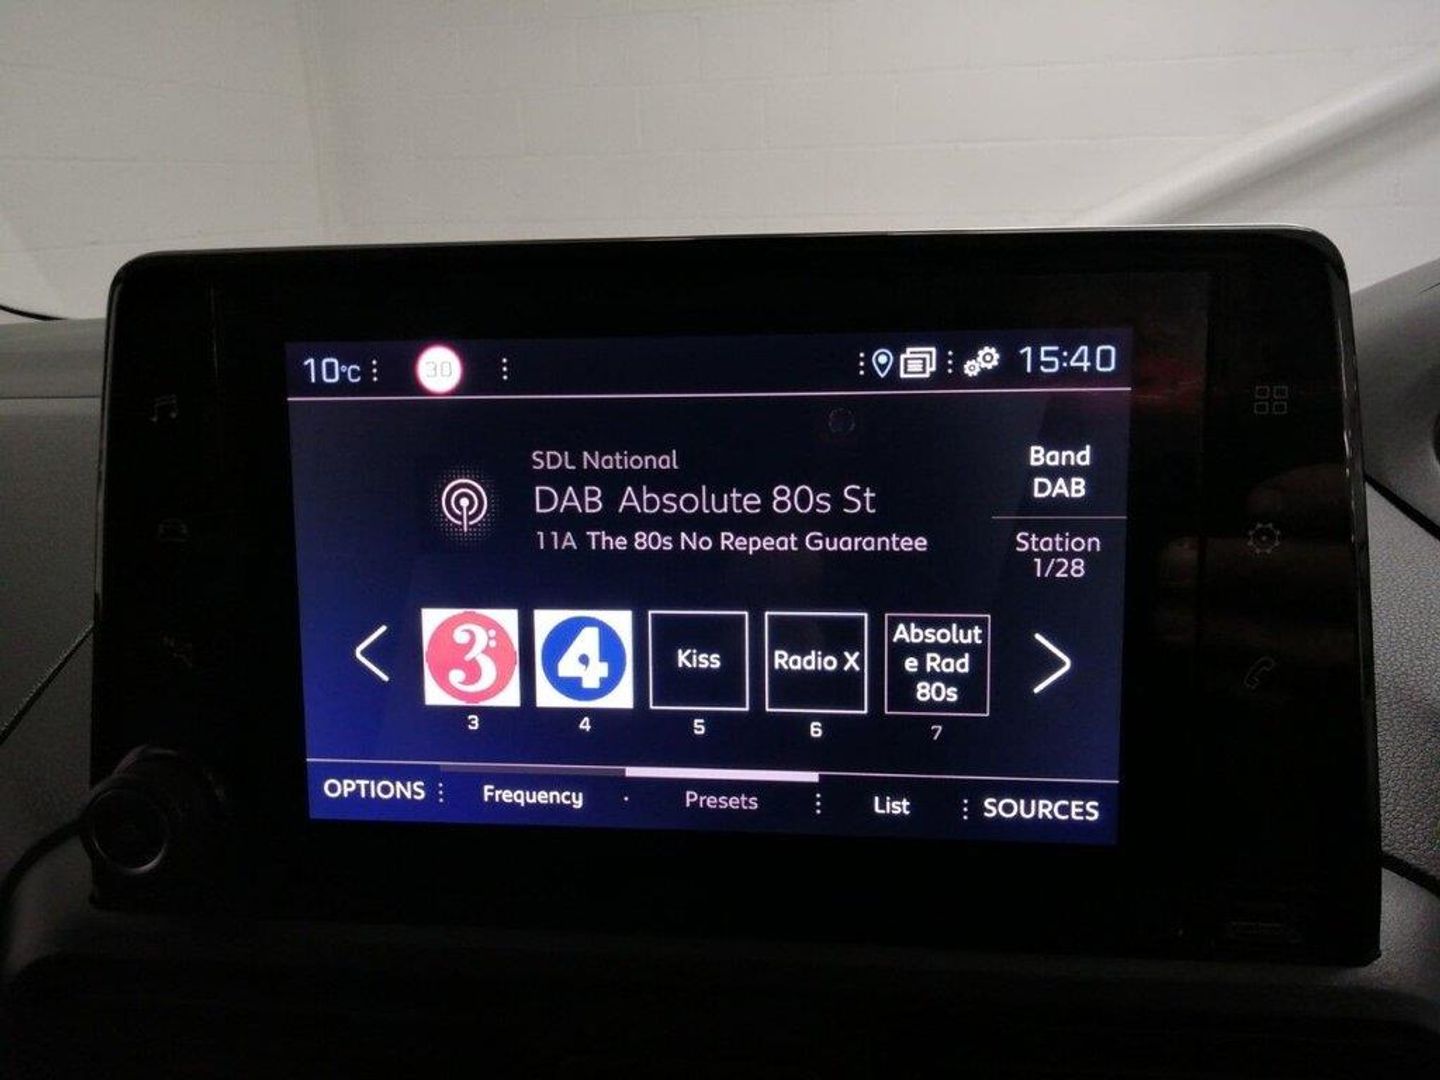 10°C
30
15:40
SDL National
DAB Absolute 80s St
11A The 80s No Repeat Guarantee
Band
DAB
Station
1/28
3
4
Kiss
Radio X
Absolut
e Rad
80s
3
4
5
6
7
OPTIONS
Frequency
Presets
List
SOURCES